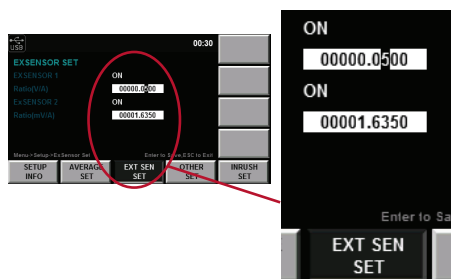 USB 00:30
EXSENSOR SET
EXSENSOR 1 ON
Ratio(V/A) 00000.0500
ExSENSOR 2 ON
Ratio(mV/A) 00001.6350
Menu->Setup->ExSensor Set Enter to Save,ESC to Exit
SETUP INFO
AVERAGE SET
EXT SEN SET
OTHER SET
INRUSH SET
ON
00000.0500
ON
00001.6350
Enter to Sa
EXT SEN
SET